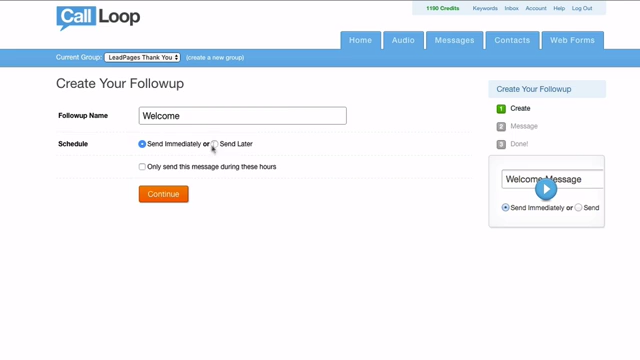 Call Loop
1190 Credits Keywords Inbox Account Help Log Out
Home Audio Messages Contacts Web Forms
Current Group: LeadPages Thank You (create a new group)
Create Your Followup
Followup Name Welcome
Schedule Send Immediately or Send Later
Only send this message during these hours
Continue
Create Your Followup
1 Create
2 Message
3 Done!
Welcome Message
Send Immediately or Send